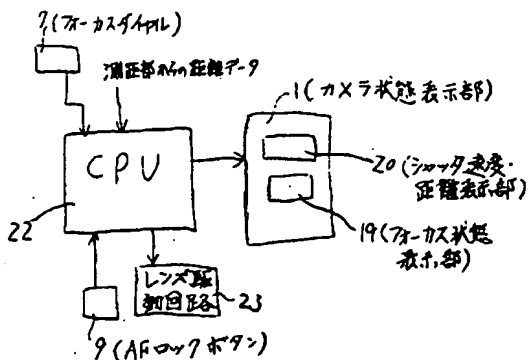 7(フォーカスダイヤル)
測距部からの距離データ
1(カメラ状態表示部)
CPU
20(シャッタ速度・
距離表示部)
22
19(フォーカス状態
表示部)
レンズ駆
動回路
23
9(AFロックボタン)